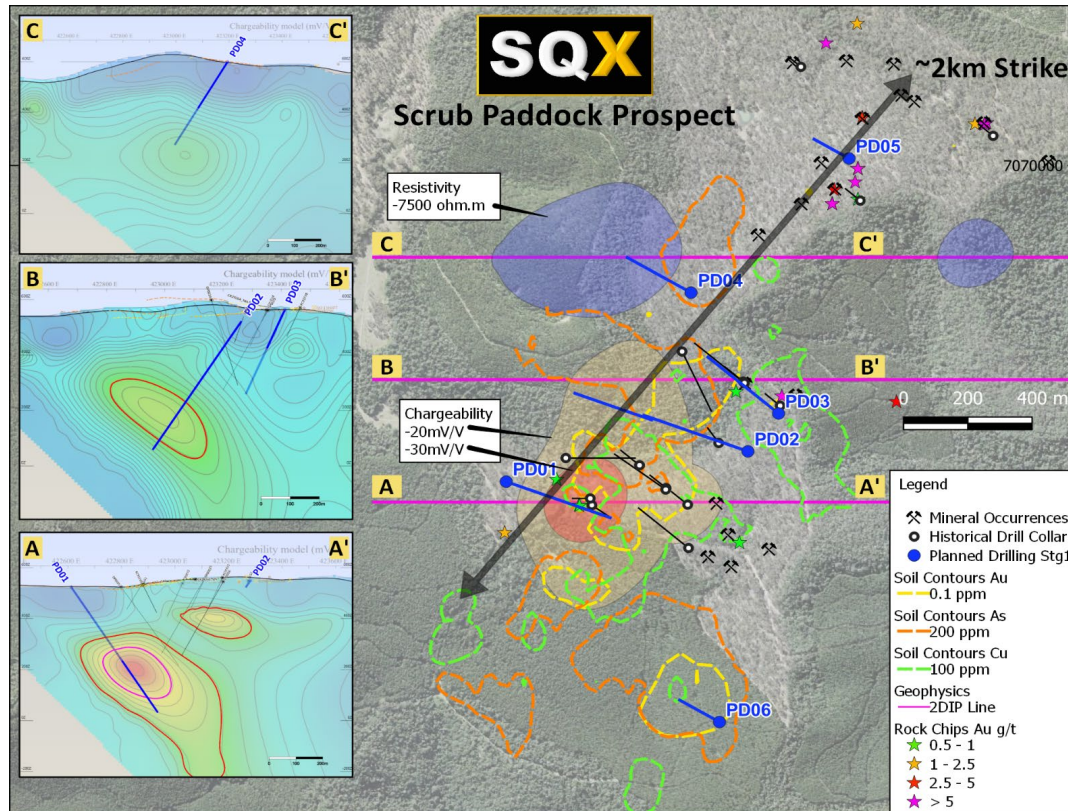 C
Chargeability model (mV/V)
C'
PD04
B
Chargeability model (mV/V)
B'
PD02
PD03
A
Chargeability model (mV/V)
A'
PD01
PD02
SQX
Scrub Paddock Prospect
~2km Strike
PD05
7070000
Resistivity
-7500 ohm.m
C
C'
PD04
B
B'
PD03
0
200
400 m
Chargeability
-20mV/V
-30mV/V
PD02
PD01
A
A'
PD06
Legend
Mineral Occurrences
Historical Drill Collar
Planned Drilling Stg1
Soil Contours Au
0.1 ppm
Soil Contours As
200 ppm
Soil Contours Cu
100 ppm
Geophysics
2DIP Line
Rock Chips Au g/t
0.5 - 1
1 - 2.5
2.5 - 5
> 5